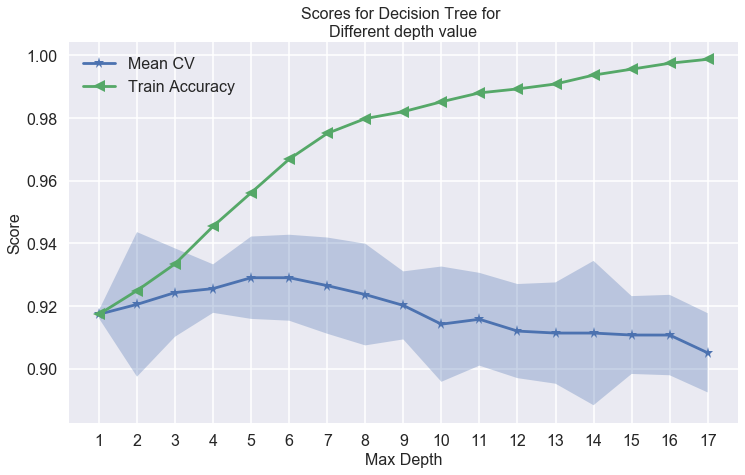 Scores for Decision Tree for
Different depth value
Mean CV
Train Accuracy
Score
1.00
0.98
0.96
0.94
0.92
0.90
1 2 3 4 5 6 7 8 9 10 11 12 13 14 15 16 17
Max Depth